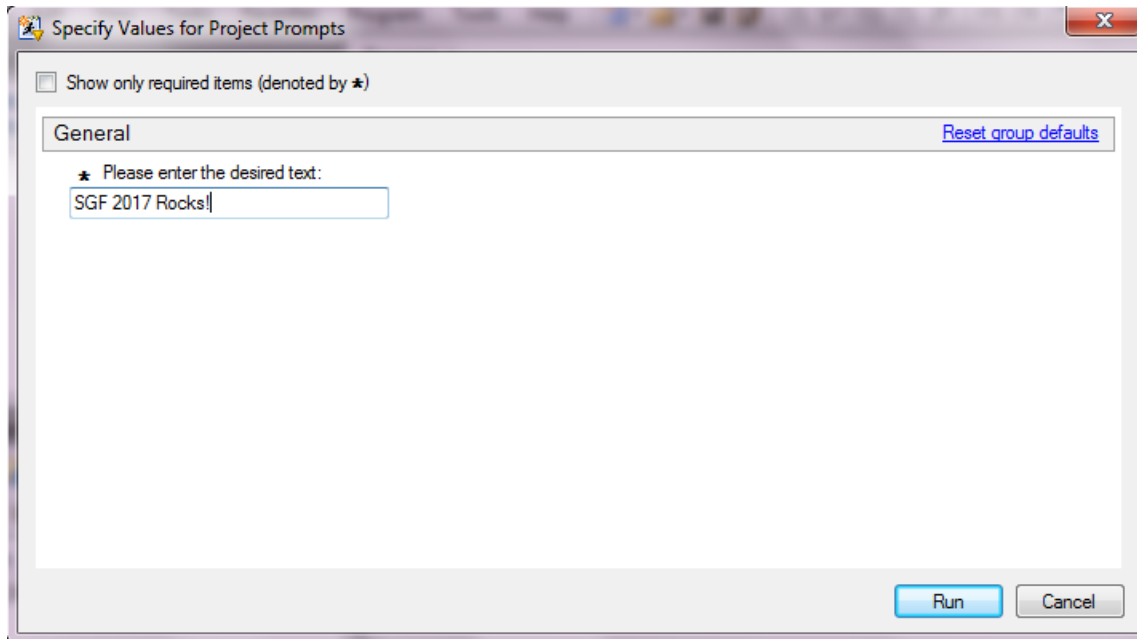 Specify Values for Project Prompts
Show only required items (denoted by *)
General
Reset group defaults
* Please enter the desired text:
SGF 2017 Rocks!
Run
Cancel